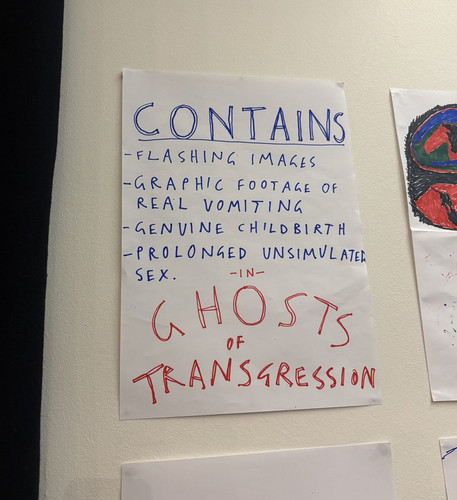 CONTAINS
- FLASHING IMAGES
- GRAPHIC FOOTAGE OF
REAL VOMITING
- GENUINE CHILDBIRTH
- PROLONGED UNSIMULATED
SEX.
- IN -
GHOSTS
OF
TRANSGRESSION